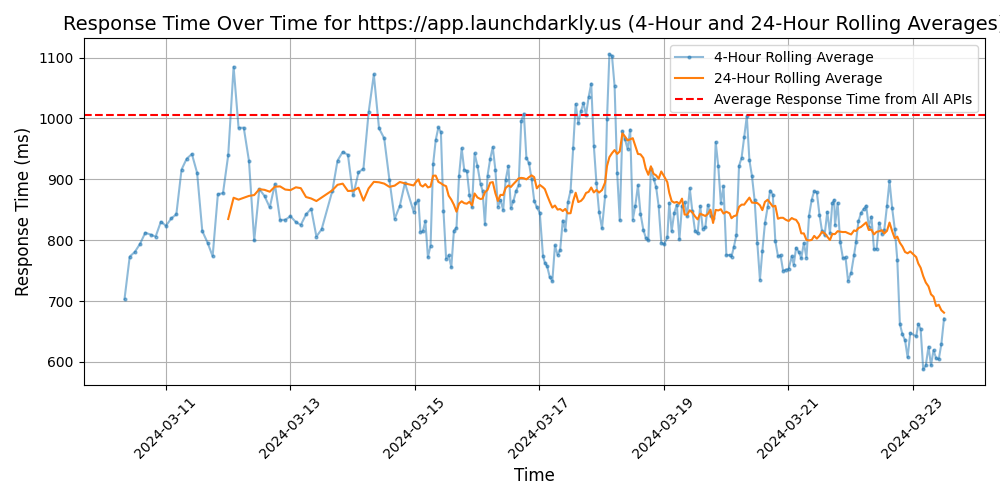 Response Time Over Time for https://app.launchdarkly.us (4-Hour and 24-Hour Rolling Averages)
4-Hour Rolling Average
24-Hour Rolling Average
Average Response Time from All APIs
Response Time (ms)
1100
1000
900
800
700
600
2024-03-11
2024-03-13
2024-03-15
2024-03-17
2024-03-19
2024-03-21
2024-03-23
Time